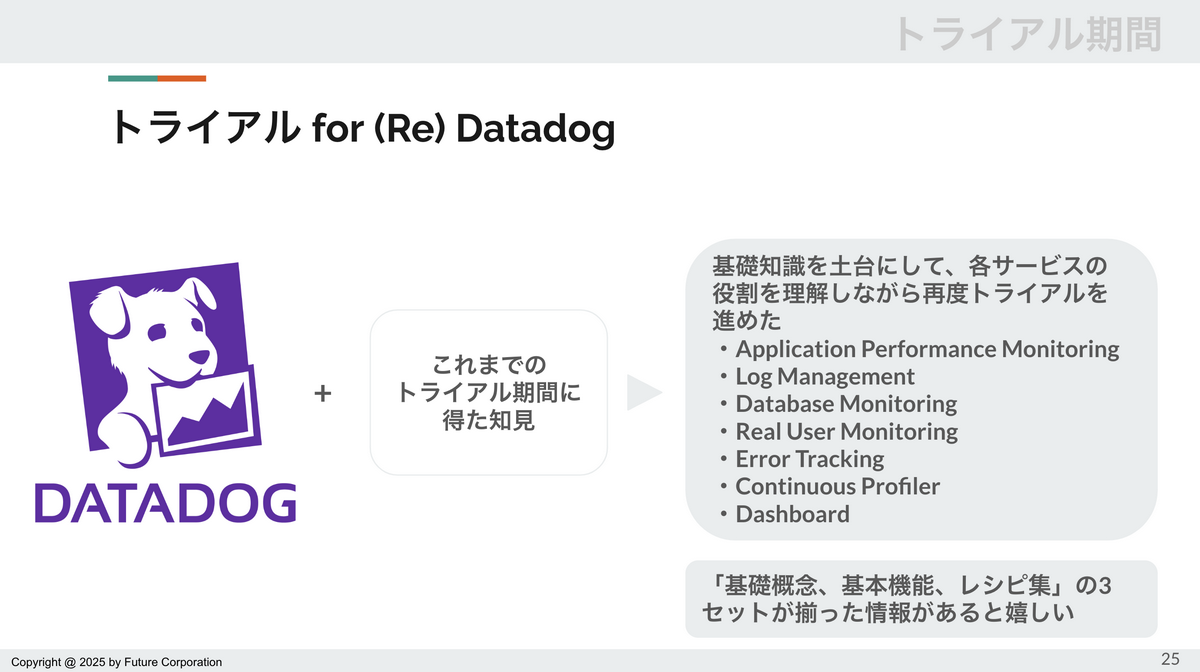 トライアル期間
トライアル for (Re) Datadog
DATADOG
+
これまでの
トライアル期間に
得た知見
基礎知識を土台にして、各サービスの
役割を理解しながら再度トライアルを
進めた
・Application Performance Monitoring
・Log Management
・Database Monitoring
・Real User Monitoring
・Error Tracking
・Continuous Profiler
・Dashboard
「基礎概念、基本機能、レシピ集」の3
セットが揃った情報があると嬉しい
Copyright @ 2025 by Future Corporation
25